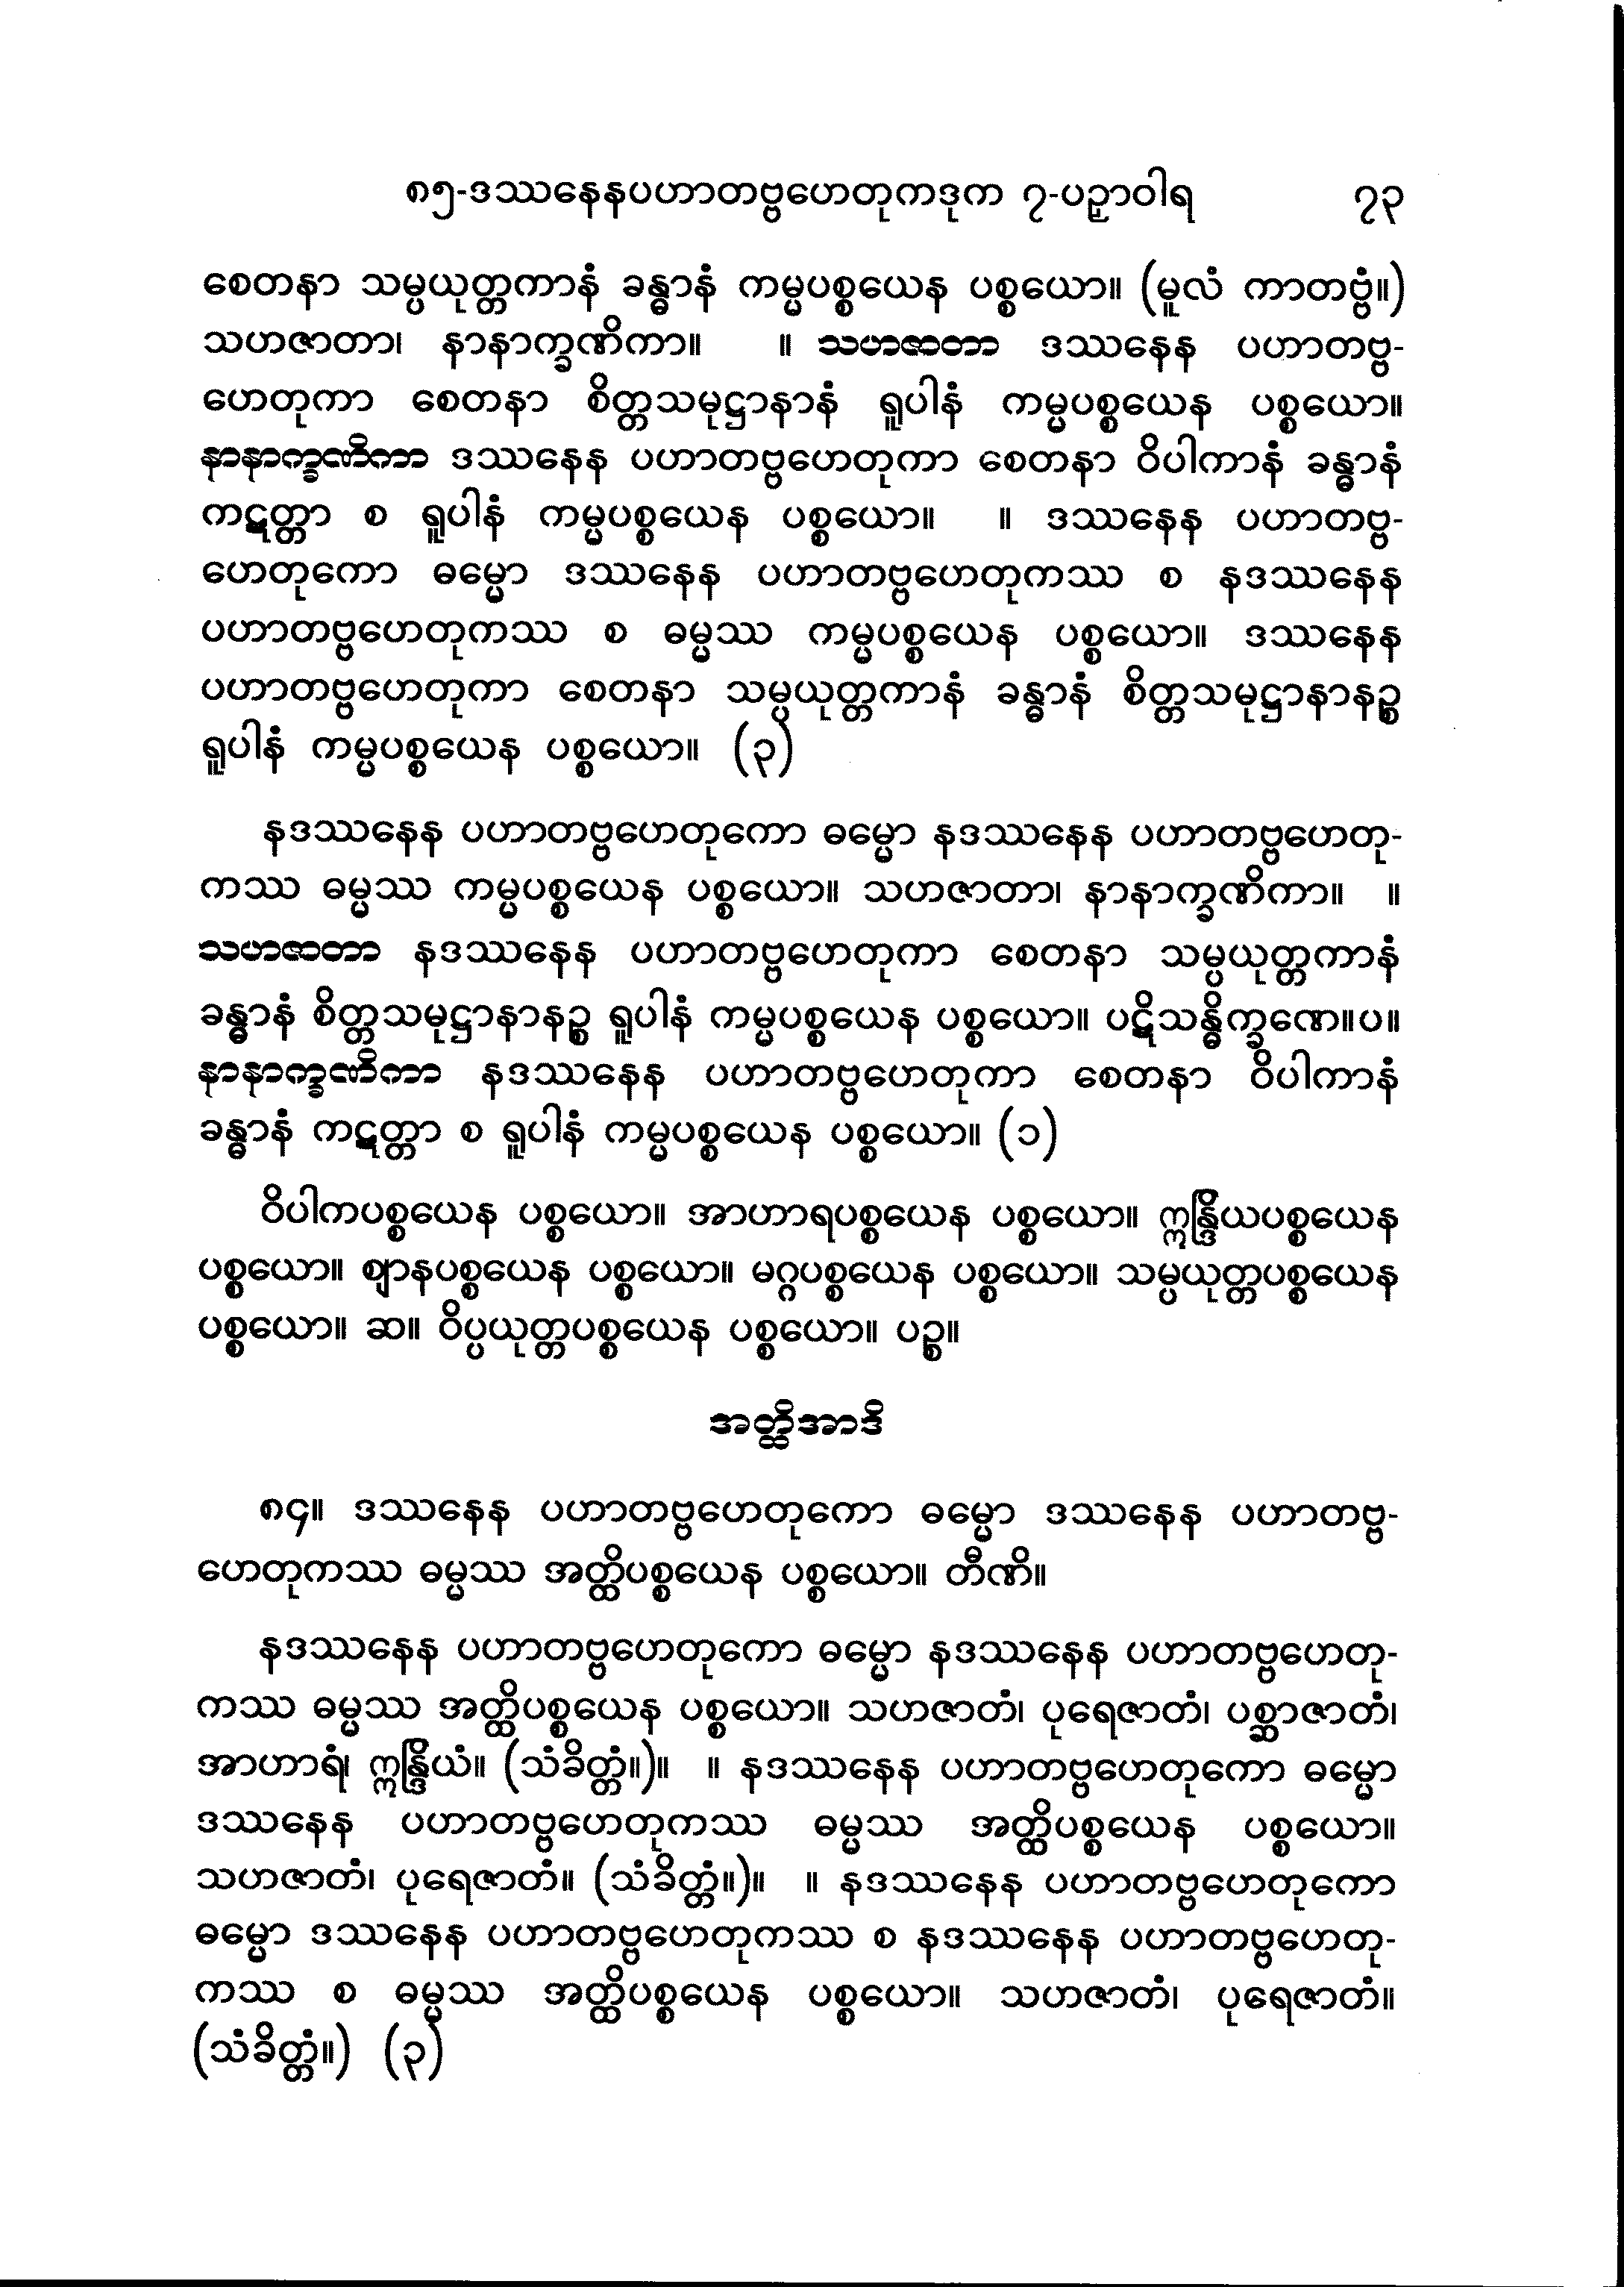 ၈၅-ဒဿနေနပဟာတဗ္ဗဟေတုကဒုက ၇-ပဉှာဝါရ ၇၃
စေတနာ သမ္ပယုတ္တကာနံ ခန္ဓာနံ ကမ္မပစ္စယေန ပစ္စယော။ (မူလံ ကာတဗ္ဗံ။)
သဟဇာတာ၊ နာနာက္ခဏိကာ။ ။ သဟဇာတာ ဒဿနေန ပဟာတဗ္ဗ-
ဟေတုကာ စေတနာ စိတ္တသမုဋ္ဌာနာနံ ရူပါနံ ကမ္မပစ္စယေန ပစ္စယော။
နာနာက္ခဏိကာ ဒဿနေန ပဟာတဗ္ဗဟေတုကာ စေတနာ ဝိပါကာနံ ခန္ဓာနံ
ကဋတ္တာ စ ရူပါနံ ကမ္မပစ္စယေန ပစ္စယော။ ။ ဒဿနေန ပဟာတဗ္ဗ-
ဟေတုကော ဓမ္မော ဒဿနေန ပဟာတဗ္ဗဟေတုကဿ စ နဒဿနေန
ပဟာတဗ္ဗဟေတုကဿ စ ဓမ္မဿ ကမ္မပစ္စယေန ပစ္စယော။ ဒဿနေန
ပဟာတဗ္ဗဟေတုကာ စေတနာ သမ္ပယုတ္တကာနံ ခန္ဓာနံ စိတ္တသမုဋ္ဌာနာနဉ္စ
ရူပါနံ ကမ္မပစ္စယေန ပစ္စယော။ (၃)
နဒဿနေန ပဟာတဗ္ဗဟေတုကော ဓမ္မော နဒဿနေန ပဟာတဗ္ဗဟေတု-
ကဿ ဓမ္မဿ ကမ္မပစ္စယေန ပစ္စယော။ သဟဇာတာ၊ နာနာက္ခဏိကာ။ ။
သဟဇာတာ နဒဿနေန ပဟာတဗ္ဗဟေတုကာ စေတနာ သမ္ပယုတ္တကာနံ
ခန္ဓာနံ စိတ္တသမုဋ္ဌာနာနဉ္စ ရူပါနံ ကမ္မပစ္စယေန ပစ္စယော။ ပဋိသန္ဓိက္ခဏေ။ပ။
နာနာက္ခဏိကာ နဒဿနေန ပဟာတဗ္ဗဟေတုကာ စေတနာ ဝိပါကာနံ
ခန္ဓာနံ ကဋတ္တာ စ ရူပါနံ ကမ္မပစ္စယေန ပစ္စယော။ (၁)
ဝိပါကပစ္စယေန ပစ္စယော။ အာဟာရပစ္စယေန ပစ္စယော။ ဣန္ဒြိယပစ္စယေန
ပစ္စယော။ ဈာနပစ္စယေန ပစ္စယော။ မဂ္ဂပစ္စယေန ပစ္စယော။ သမ္ပယုတ္တပစ္စယေန
ပစ္စယော။ ဆ။ ဝိပ္ပယုတ္တပစ္စယေန ပစ္စယော။ ပဉ္စ။
အတ္ထိအာဒိ
၈၄။ ဒဿနေန ပဟာတဗ္ဗဟေတုကော ဓမ္မော ဒဿနေန ပဟာတဗ္ဗ-
ဟေတုကဿ ဓမ္မဿ အတ္ထိပစ္စယေန ပစ္စယော။ တီဏိ။
နဒဿနေန ပဟာတဗ္ဗဟေတုကော ဓမ္မော နဒဿနေန ပဟာတဗ္ဗဟေတု-
ကဿ ဓမ္မဿ အတ္ထိပစ္စယေန ပစ္စယော။ သဟဇာတံ၊ ပုရေဇာတံ၊ ပစ္ဆာဇာတံ၊
အာဟာရံ၊ ဣန္ဒြိယံ။ (သံခိတ္တံ။)။ ။ နဒဿနေန ပဟာတဗ္ဗဟေတုကော ဓမ္မော
ဒဿနေန ပဟာတဗ္ဗဟေတုကဿ ဓမ္မဿ အတ္ထိပစ္စယေန ပစ္စယော။
သဟဇာတံ၊ ပုရေဇာတံ။ (သံခိတ္တံ။)။ ။ နဒဿနေန ပဟာတဗ္ဗဟေတုကော
ဓမ္မော ဒဿနေန ပဟာတဗ္ဗဟေတုကဿ စ နဒဿနေန ပဟာတဗ္ဗဟေတု-
ကဿ စ ဓမ္မဿ အတ္ထိပစ္စယေန ပစ္စယော။ သဟဇာတံ၊ ပုရေဇာတံ။
(သံခိတ္တံ။) (၃)